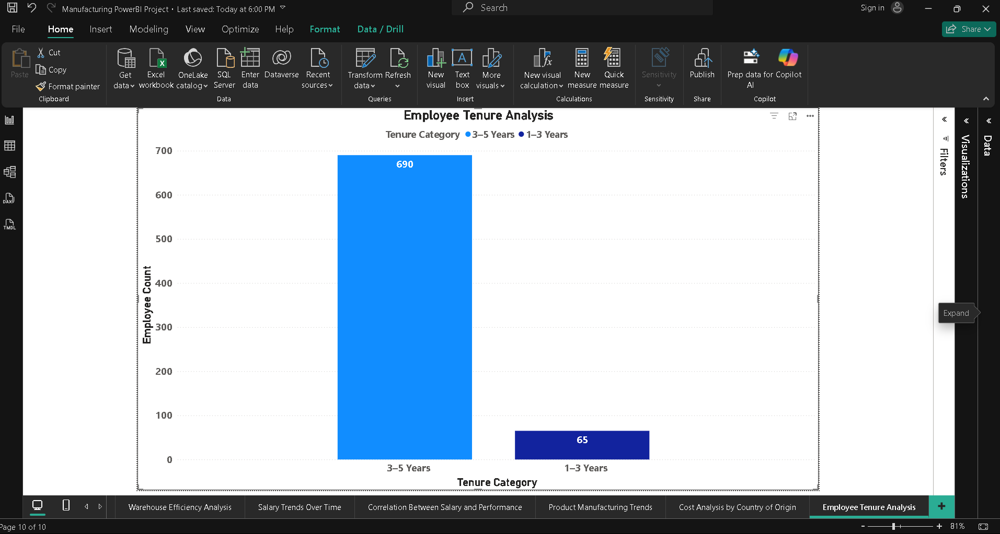 Manufacturing PowerBI Project • Last saved: Today at 6:00 PM
Search
Sign in
File
Home
Insert
Modeling
View
Optimize
Help
Format
Data / Drill
Share
Paste
Cut
Copy
Format painter
Clipboard
Get
data
Excel
workbook
OneLake
catalog
SQL
Server
Enter
data
Dataverse
Recent
sources
Data
Transform
data
Refresh
Queries
New
visual
Text
box
More
visuals
Insert
New visual
calculation
New
measure
Quick
measure
Calculations
Sensitivity
Sensitivity
Publish
Share
Prep data for
AI
Copilot
Copilot
DAX
TMDL
Employee Tenure Analysis
Tenure Category 3–5 Years 1–3 Years
700
600
500
400
300
200
100
0
Employee Count
690
65
3–5 Years
1–3 Years
Tenure Category
Filters
Visualizations
Data
Expand
Warehouse Efficiency Analysis
Salary Trends Over Time
Correlation Between Salary and Performance
Product Manufacturing Trends
Cost Analysis by Country of Origin
Employee Tenure Analysis
Page 10 of 10
- + 81%